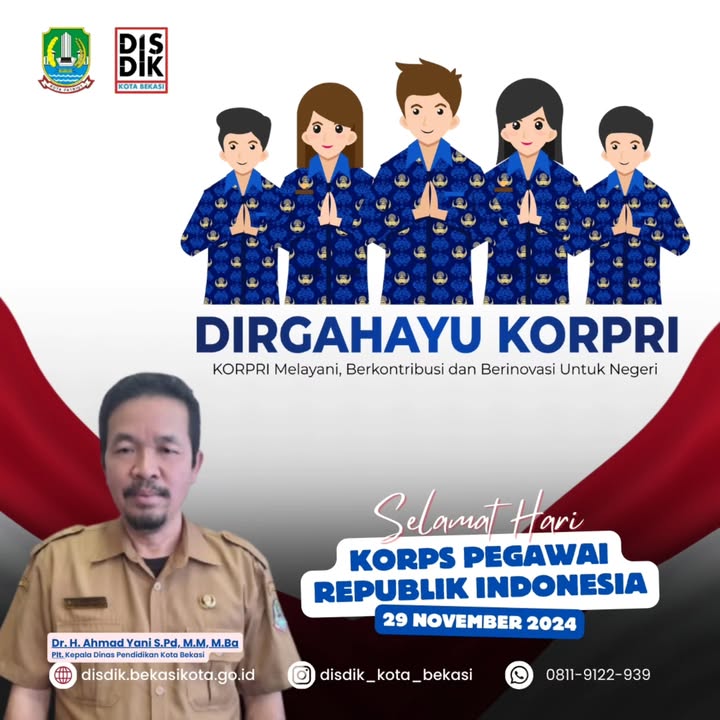 KOTA PATRIOT
DIS
DIK
KOTA BEKASI
DIRGAHAYU KORPRI
KORPRI Melayani, Berkontribusi dan Berinovasi Untuk Negeri
Selamat Hari
KORPS PEGAWAI
REPUBLIK INDONESIA
29 NOVEMBER 2024
Dr. H. Ahmad Yani S.Pd, M.M, M.Ba
Plt. Kepala Dinas Pendidikan Kota Bekasi
disdik.bekasikota.go.id
disdik_kota_bekasi
0811-9122-939